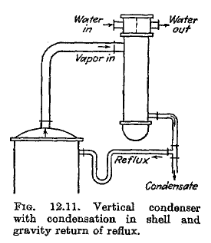 Water in
Water out
Vapor in
Reflux
Condensate
FIG. 12.11. Vertical condenser
with condensation in shell and
gravity return of reflux.